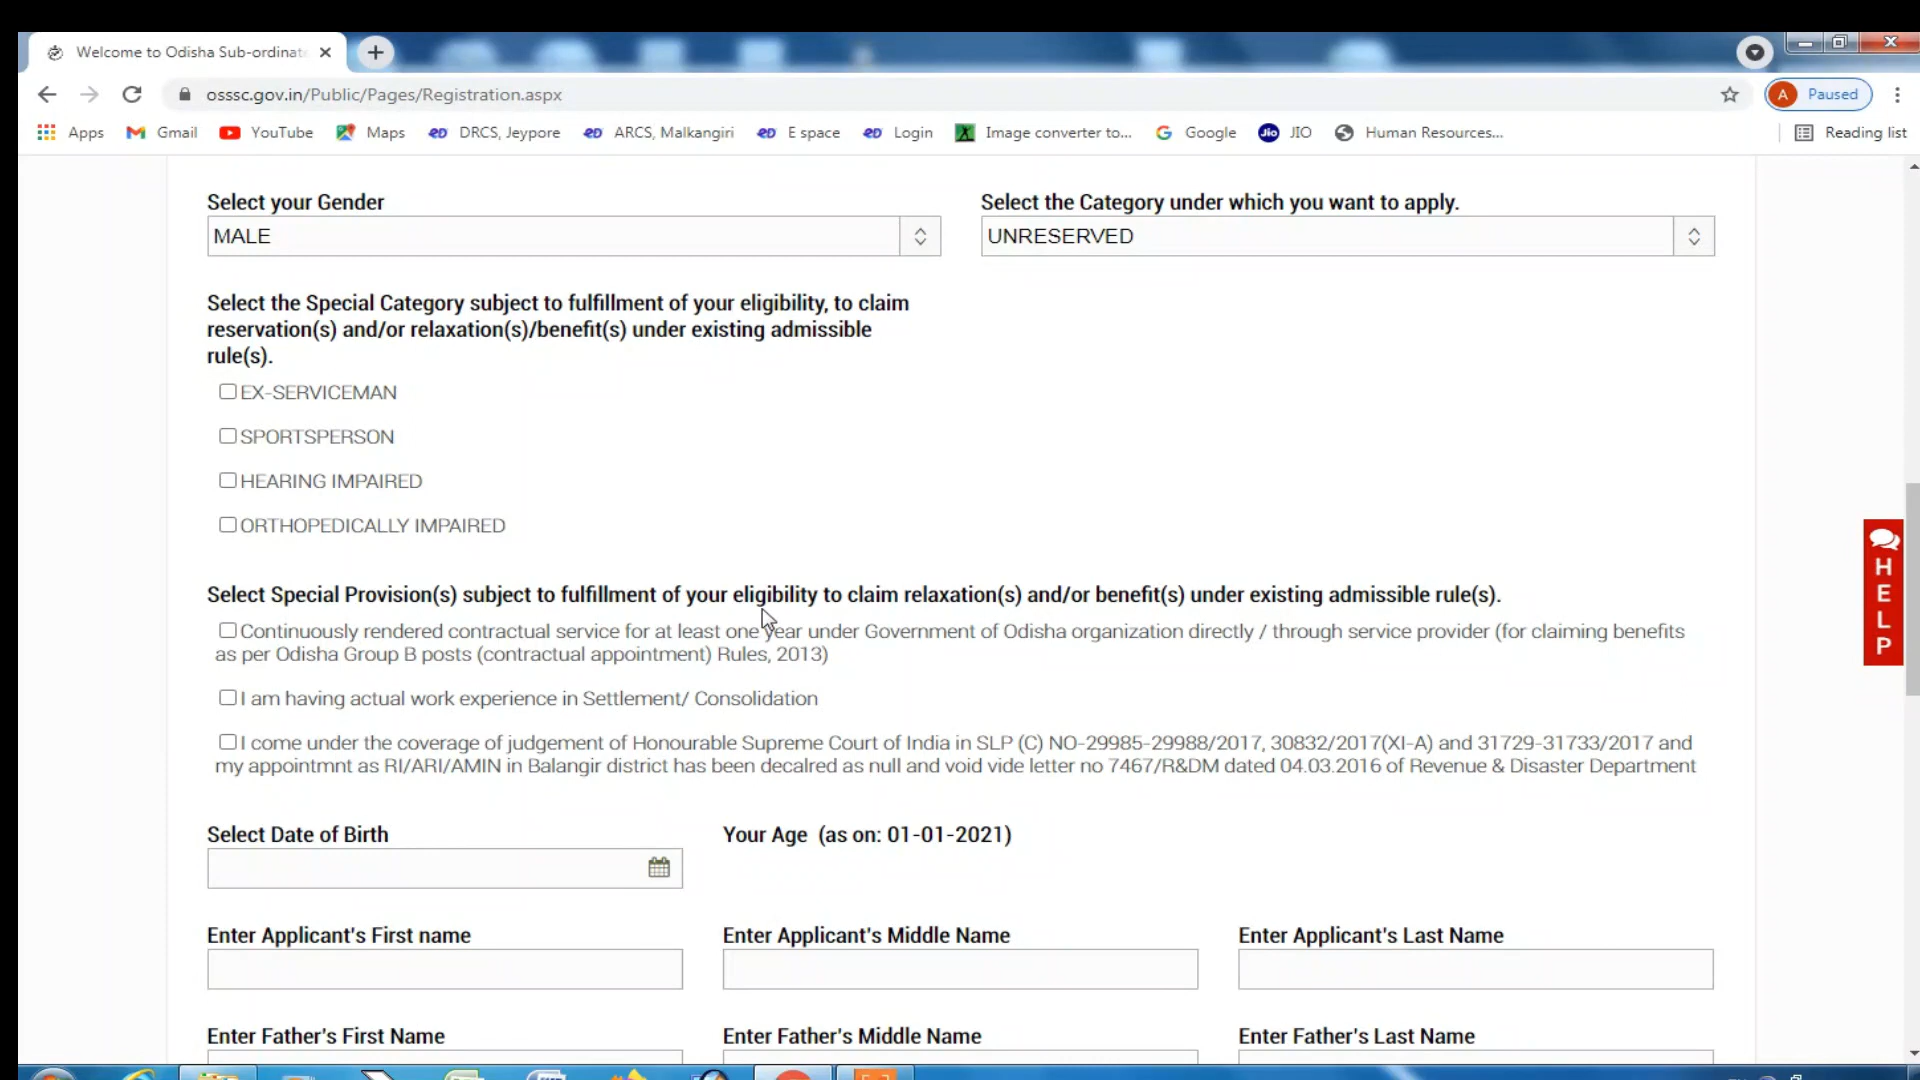 Welcome to Odisha Sub-ordinat
osssc.gov.in/Public/Pages/Registration.aspx
A Paused
Apps Gmail YouTube Maps DRCS, Jeypore ARCS, Malkangiri E space Login Image converter to... Google Jio JIO Human Resources... Reading list
Select your Gender
Select the Category under which you want to apply.
MALE
UNRESERVED
Select the Special Category subject to fulfillment of your eligibility, to claim
reservation(s) and/or relaxation(s)/benefit(s) under existing admissible
rule(s).
EX-SERVICEMAN
SPORTSPERSON
HEARING IMPAIRED
ORTHOPEDICALLY IMPAIRED
HELP
Select Special Provision(s) subject to fulfillment of your eligibility to claim relaxation(s) and/or benefit(s) under existing admissible rule(s).
Continuously rendered contractual service for at least one year under Government of Odisha organization directly / through service provider (for claiming benefits
as per Odisha Group B posts (contractual appointment) Rules, 2013)
I am having actual work experience in Settlement/ Consolidation
I come under the coverage of judgement of Honourable Supreme Court of India in SLP (C) NO-29985-29988/2017, 30832/2017(XI-A) and 31729-31733/2017 and
my appointmnt as RI/ARI/AMIN in Balangir district has been decalred as null and void vide letter no 7467/R&DM dated 04.03.2016 of Revenue & Disaster Department
Select Date of Birth
Your Age (as on: 01-01-2021)
Enter Applicant's First name
Enter Applicant's Middle Name
Enter Applicant's Last Name
Enter Father's First Name
Enter Father's Middle Name
Enter Father's Last Name